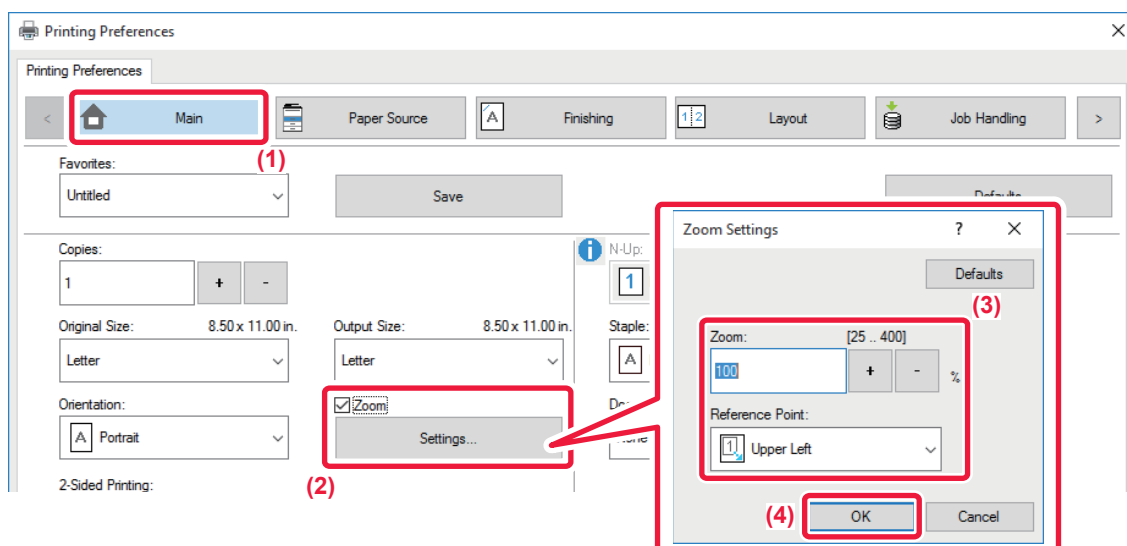 Printing Preferences
Printing Preferences
< Main Paper Source A Finishing 1 2 Layout Job Handling >
(1)
Favorites:
Untitled Save
Zoom Settings ? ×
Defaults
(3)
Zoom: [25 .. 400]
100 + - %
Reference Point:
1 Upper Left
(4) OK Cancel
Copies:
1 + -
N-Up:
1
Original Size: 8.50 x 11.00 in. Output Size: 8.50 x 11.00 in. Staple:
Letter Letter A
Orientation: Zoom
A Portrait Settings...
(2)
2-Sided Printing: